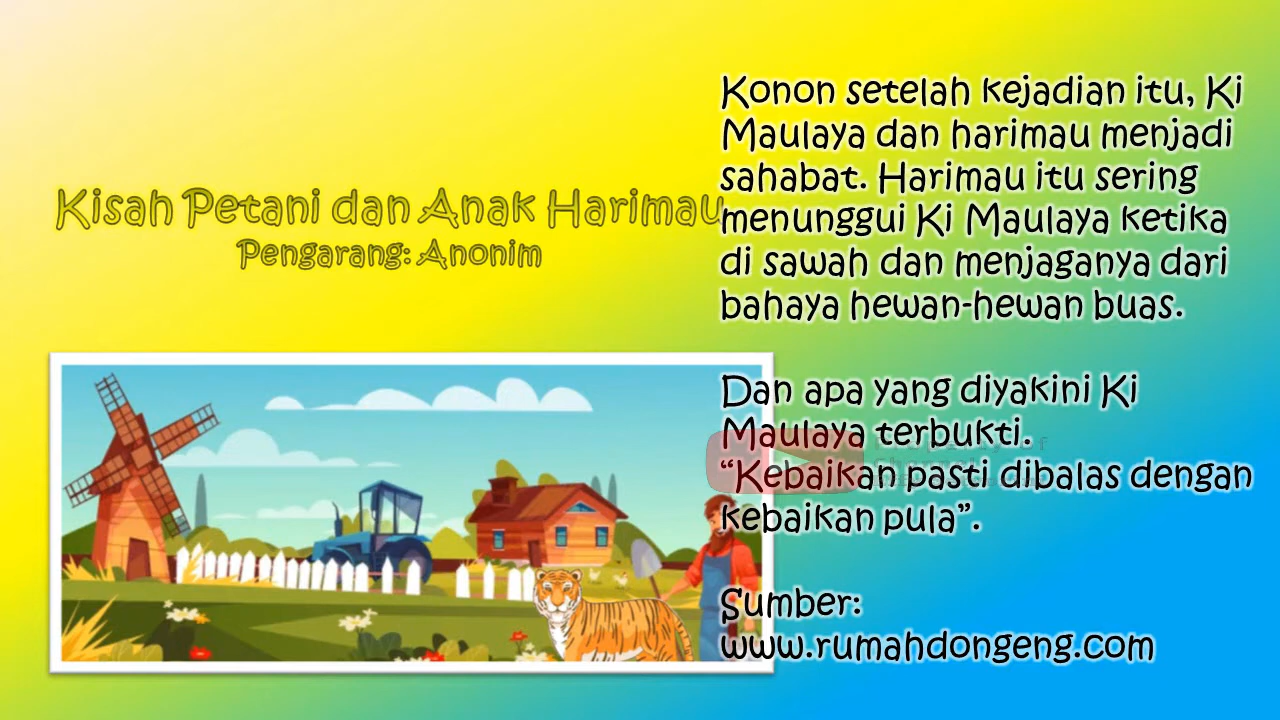 Kisah Petani dan Anak Harimau
Pengarang: Anonim
Konon setelah kejadian itu, Ki
Maulaya dan harimau menjadi
sahabat. Harimau itu sering
menunggui Ki Maulaya ketika
di sawah dan menjaganya dari
bahaya hewan-hewan buas.
Dan apa yang diyakini Ki
Maulaya terbukti.
“Kebaikan pasti dibalas dengan
kebaikan pula”.
Sumber:
www.rumahdongeng.com